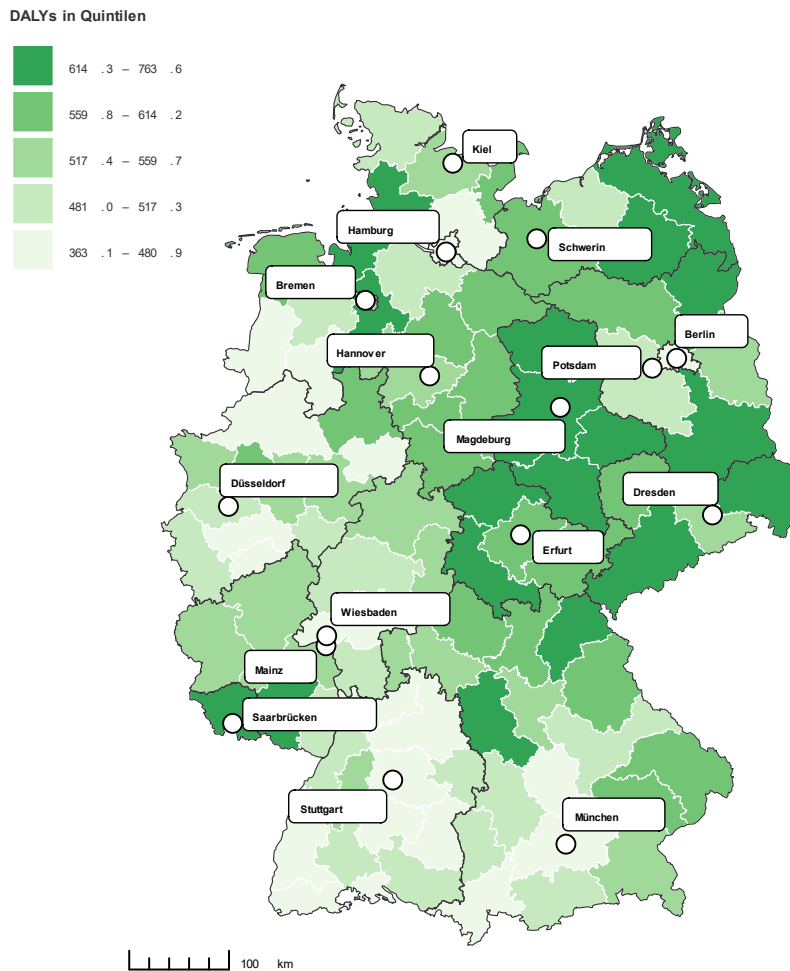 DALYs in Quintilen
614 .3 – 763 .6
559 .8 – 614 .2
517 .4 – 559 .7
481 .0 – 517 .3
363 .1 – 480 .9
Kiel
Hamburg
Schwerin
Bremen
Berlin
Hannover
Potsdam
Magdeburg
Düsseldorf
Dresden
Erfurt
Wiesbaden
Mainz
Saarbrücken
Stuttgart
München
100 km